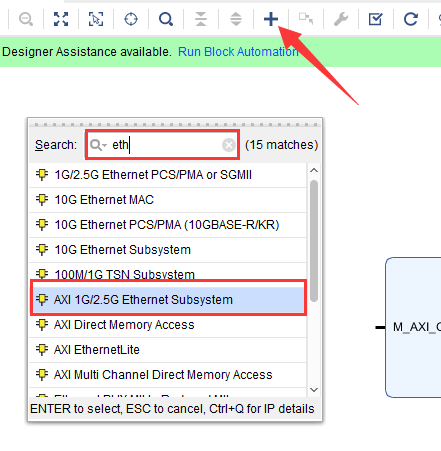 Designer Assistance available. Run Block Automation
Search: eth (15 matches)
1G/2.5G Ethernet PCS/PMA or SGMII
10G Ethernet MAC
10G Ethernet PCS/PMA (10GBASE-R/KR)
10G Ethernet Subsystem
100M/1G TSN Subsystem
AXI 1G/2.5G Ethernet Subsystem
AXI Direct Memory Access
AXI EthernetLite
AXI Multi Channel Direct Memory Access
ENTER to select, ESC to cancel, Ctrl+Q for IP details
M_AXI_